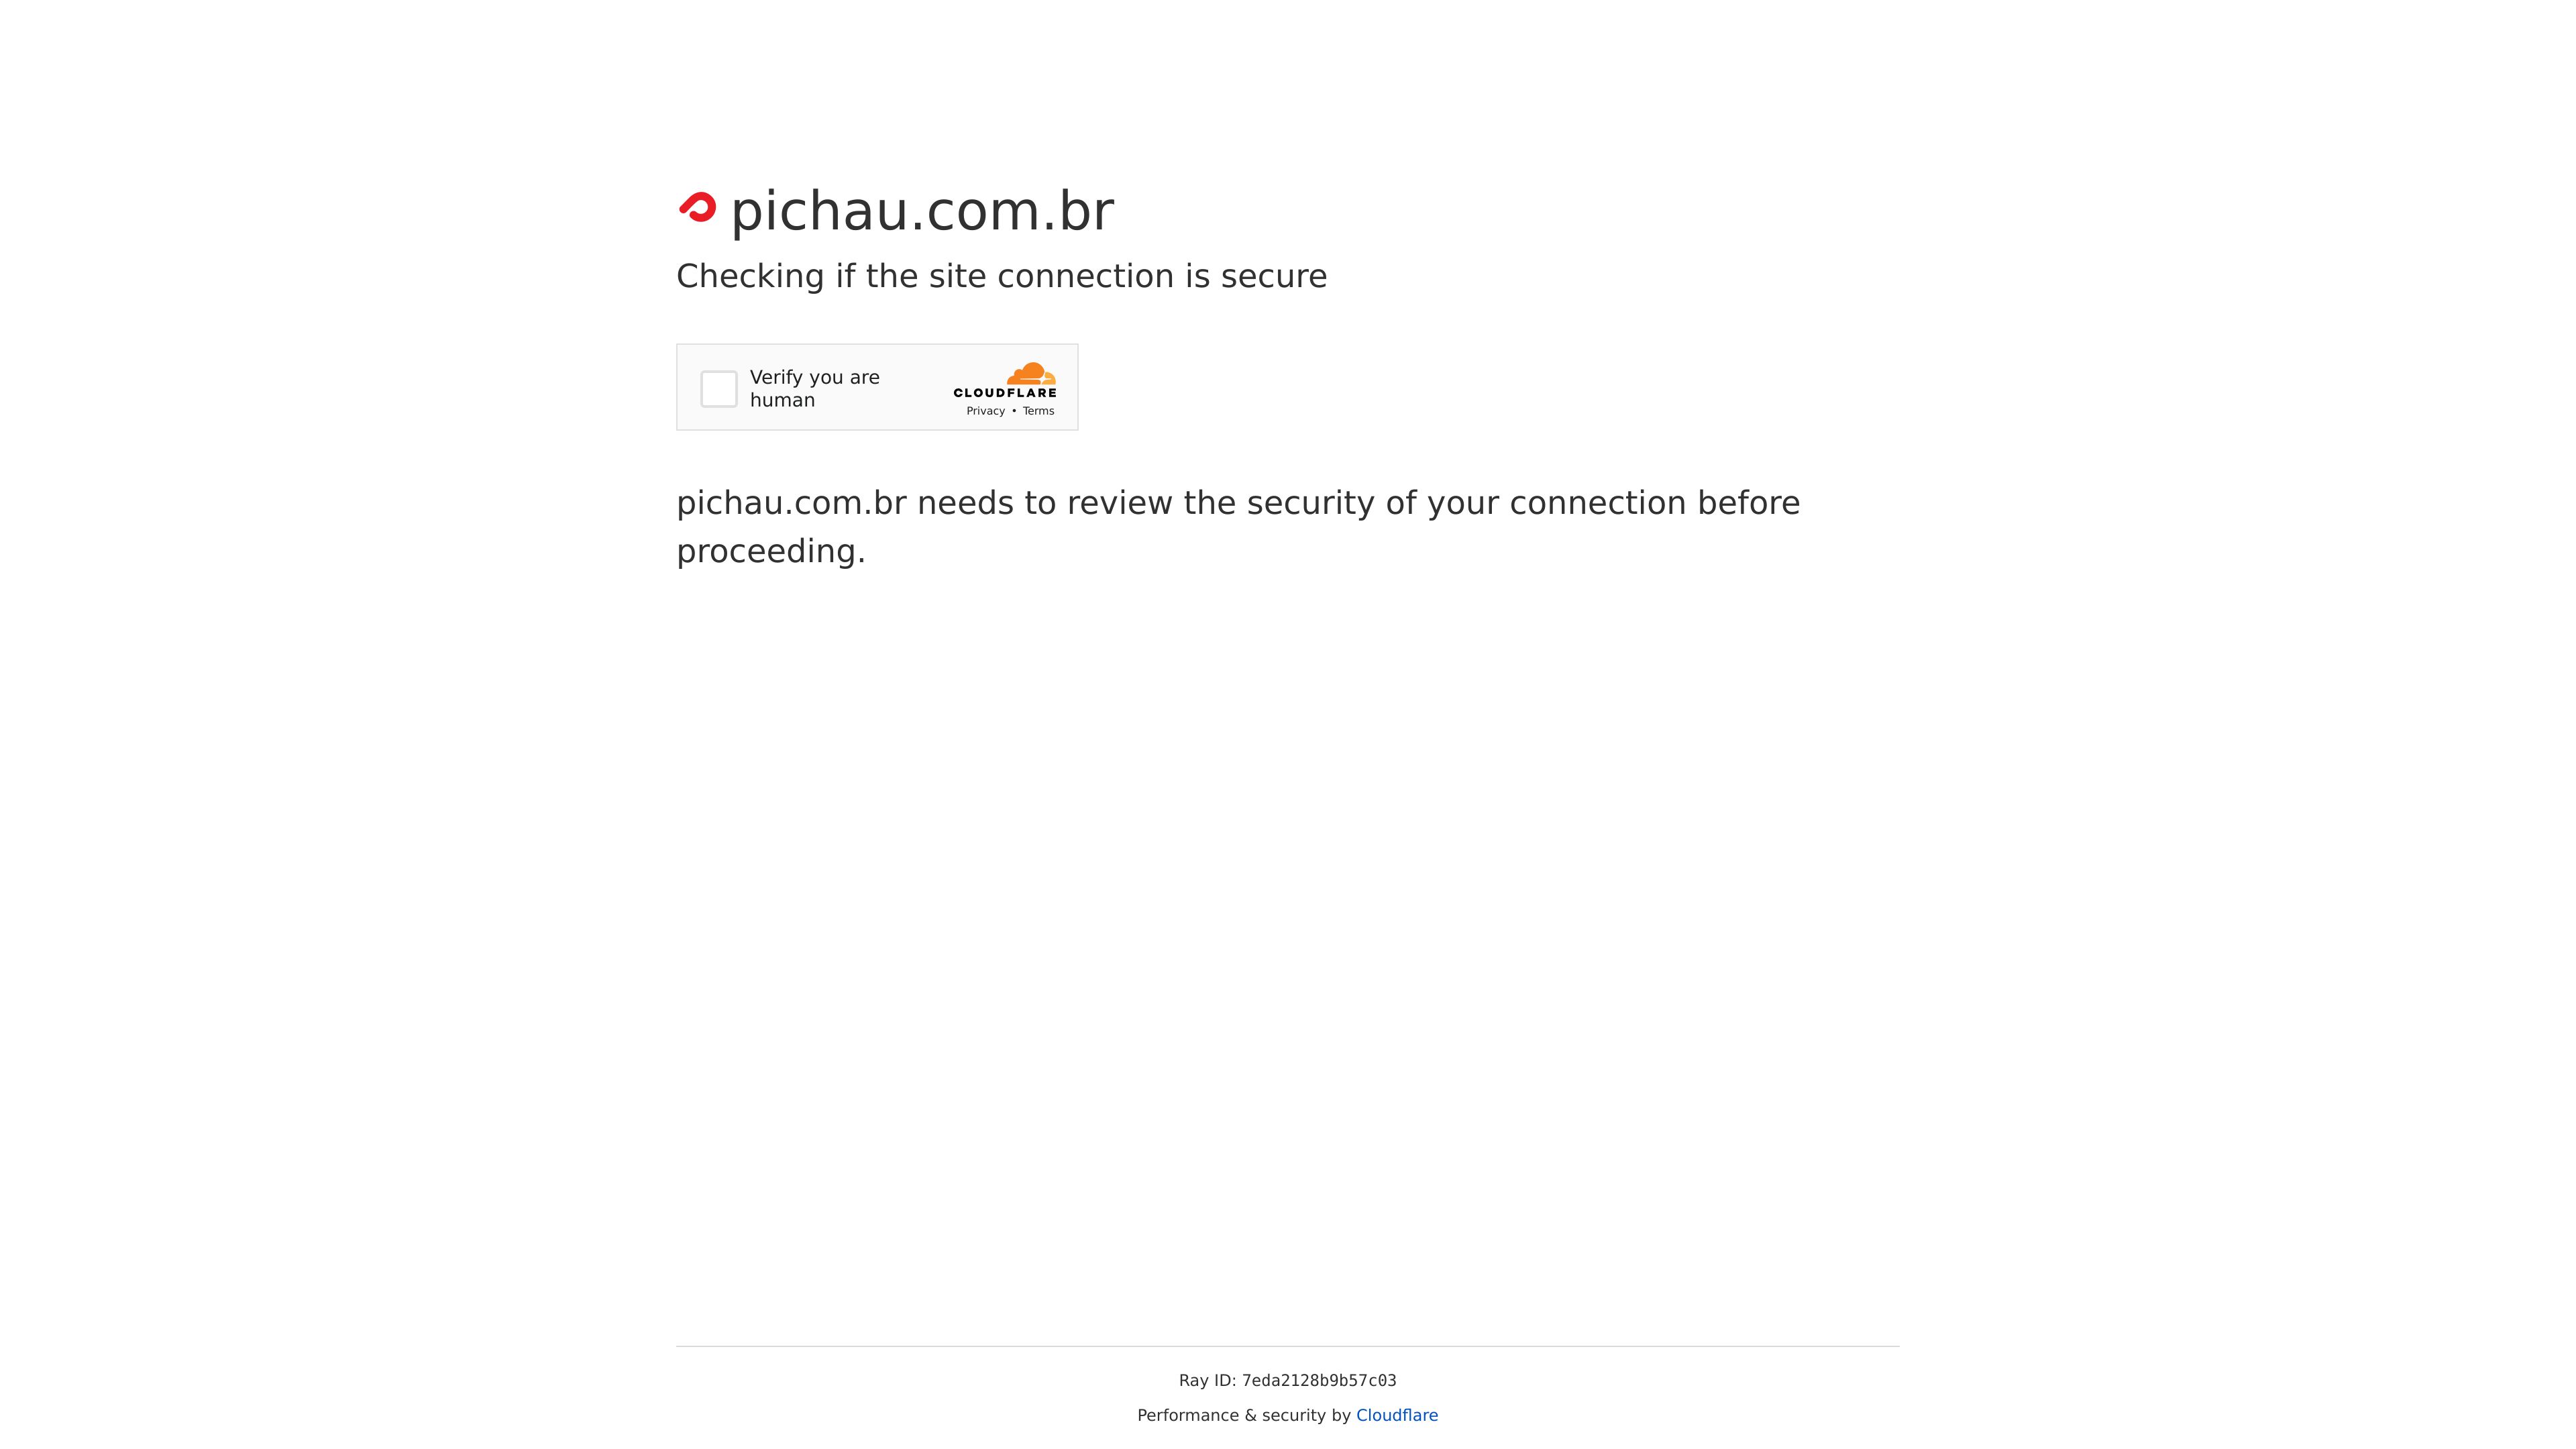 pichau.com.br
Checking if the site connection is secure
Verify you are
human
CLOUDFLARE
Privacy • Terms
pichau.com.br needs to review the security of your connection before
proceeding.
Ray ID: 7eda2128b9b57c03
Performance & security by Cloudflare